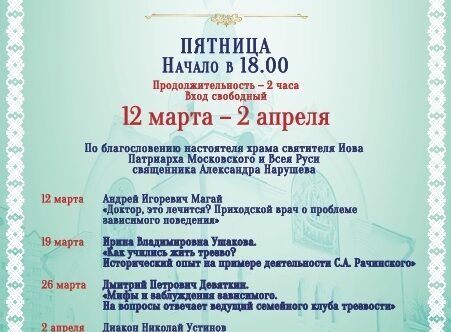 ПЯТНИЦА
Начало в 18.00
Продолжительность – 2 часа
Вход свободный
12 марта – 2 апреля
По благословению настоятеля храма святителя Иова
Патриарха Московского и Всея Руси
священника Александра Нарушева
12 марта Андрей Игоревич Магай
«Доктор, это лечится? Приходской врач о проблеме
зависимого поведения»
19 марта Ирина Владимировна Ушакова.
«Как учились жить трезво?
Исторический опыт на примере деятельности С.А. Рачинского»
26 марта Дмитрий Петрович Девяткин.
«Мифы и заблуждения зависимого.
На вопросы отвечает ведущий семейного клуба трезвости»
2 апреля Диакон Николай Устинов